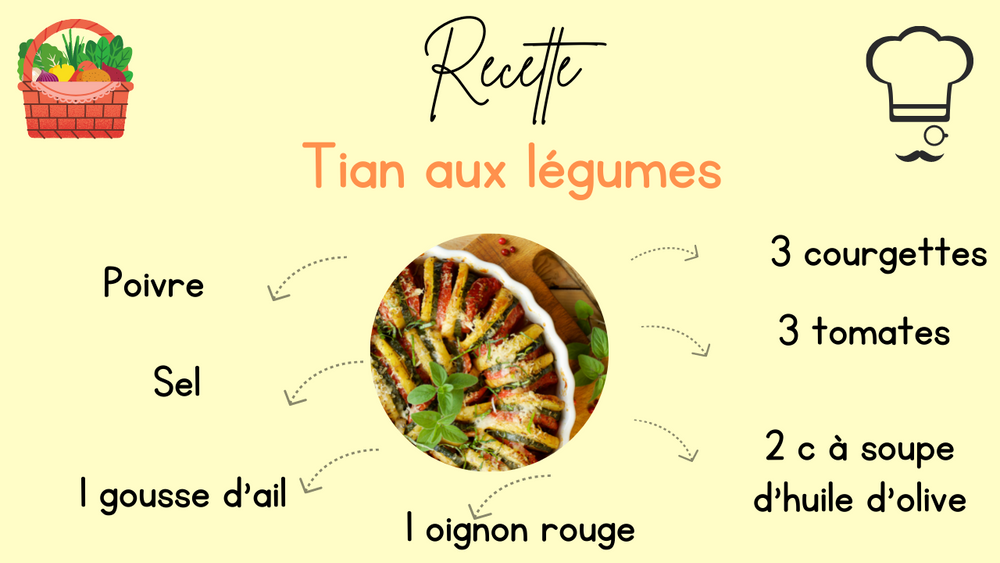 Recette
Tian aux légumes
Poivre
Sel
1 gousse d'ail
1 oignon rouge
3 courgettes
3 tomates
2 c à soupe
d'huile d'olive